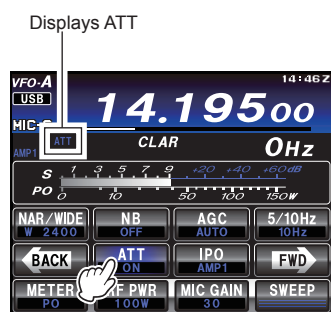 Displays ATT
VFO-A 14:46Z
USB 14.19500
MIC-
ATT
AMP1 CLAR 0Hz
S 1 3 5 7 9 +20 +40 +60dB
PO 0 10 50 100 150W
NAR/WIDE NB AGC 5/10Hz
W 2400 OFF AUTO 10Hz
BACK ATT IPO FWD
ON AMP1
METER RF PWR MIC GAIN SWEEP
PO 100W 30